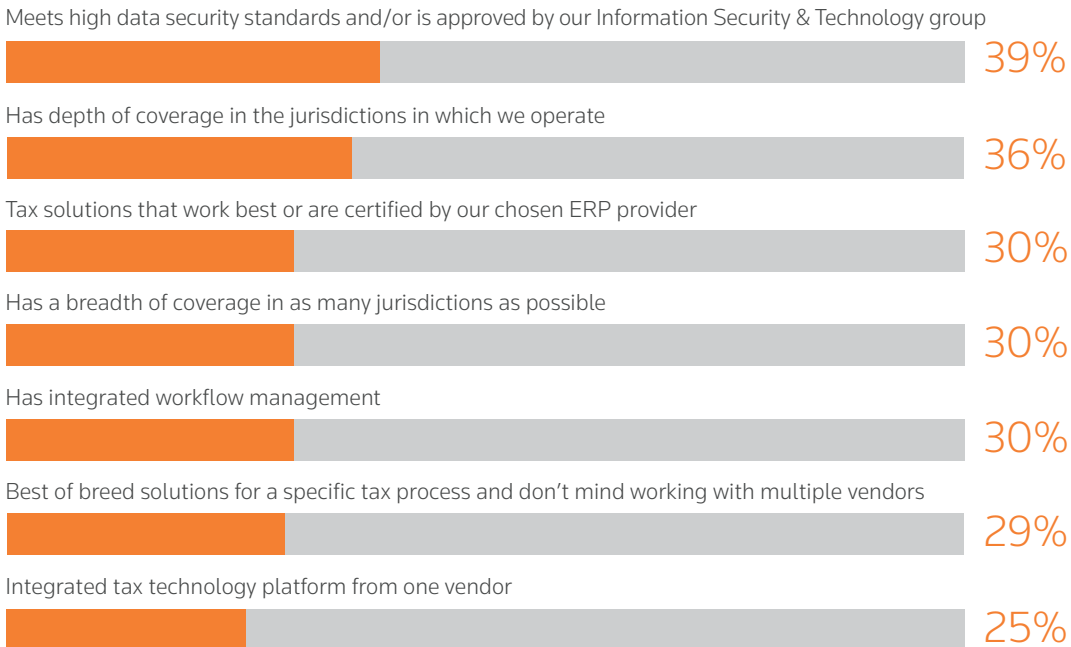 Meets high data security standards and/or is approved by our Information Security & Technology group
39%
Has depth of coverage in the jurisdictions in which we operate
36%
Tax solutions that work best or are certified by our chosen ERP provider
30%
Has a breadth of coverage in as many jurisdictions as possible
30%
Has integrated workflow management
30%
Best of breed solutions for a specific tax process and don’t mind working with multiple vendors
29%
Integrated tax technology platform from one vendor
25%